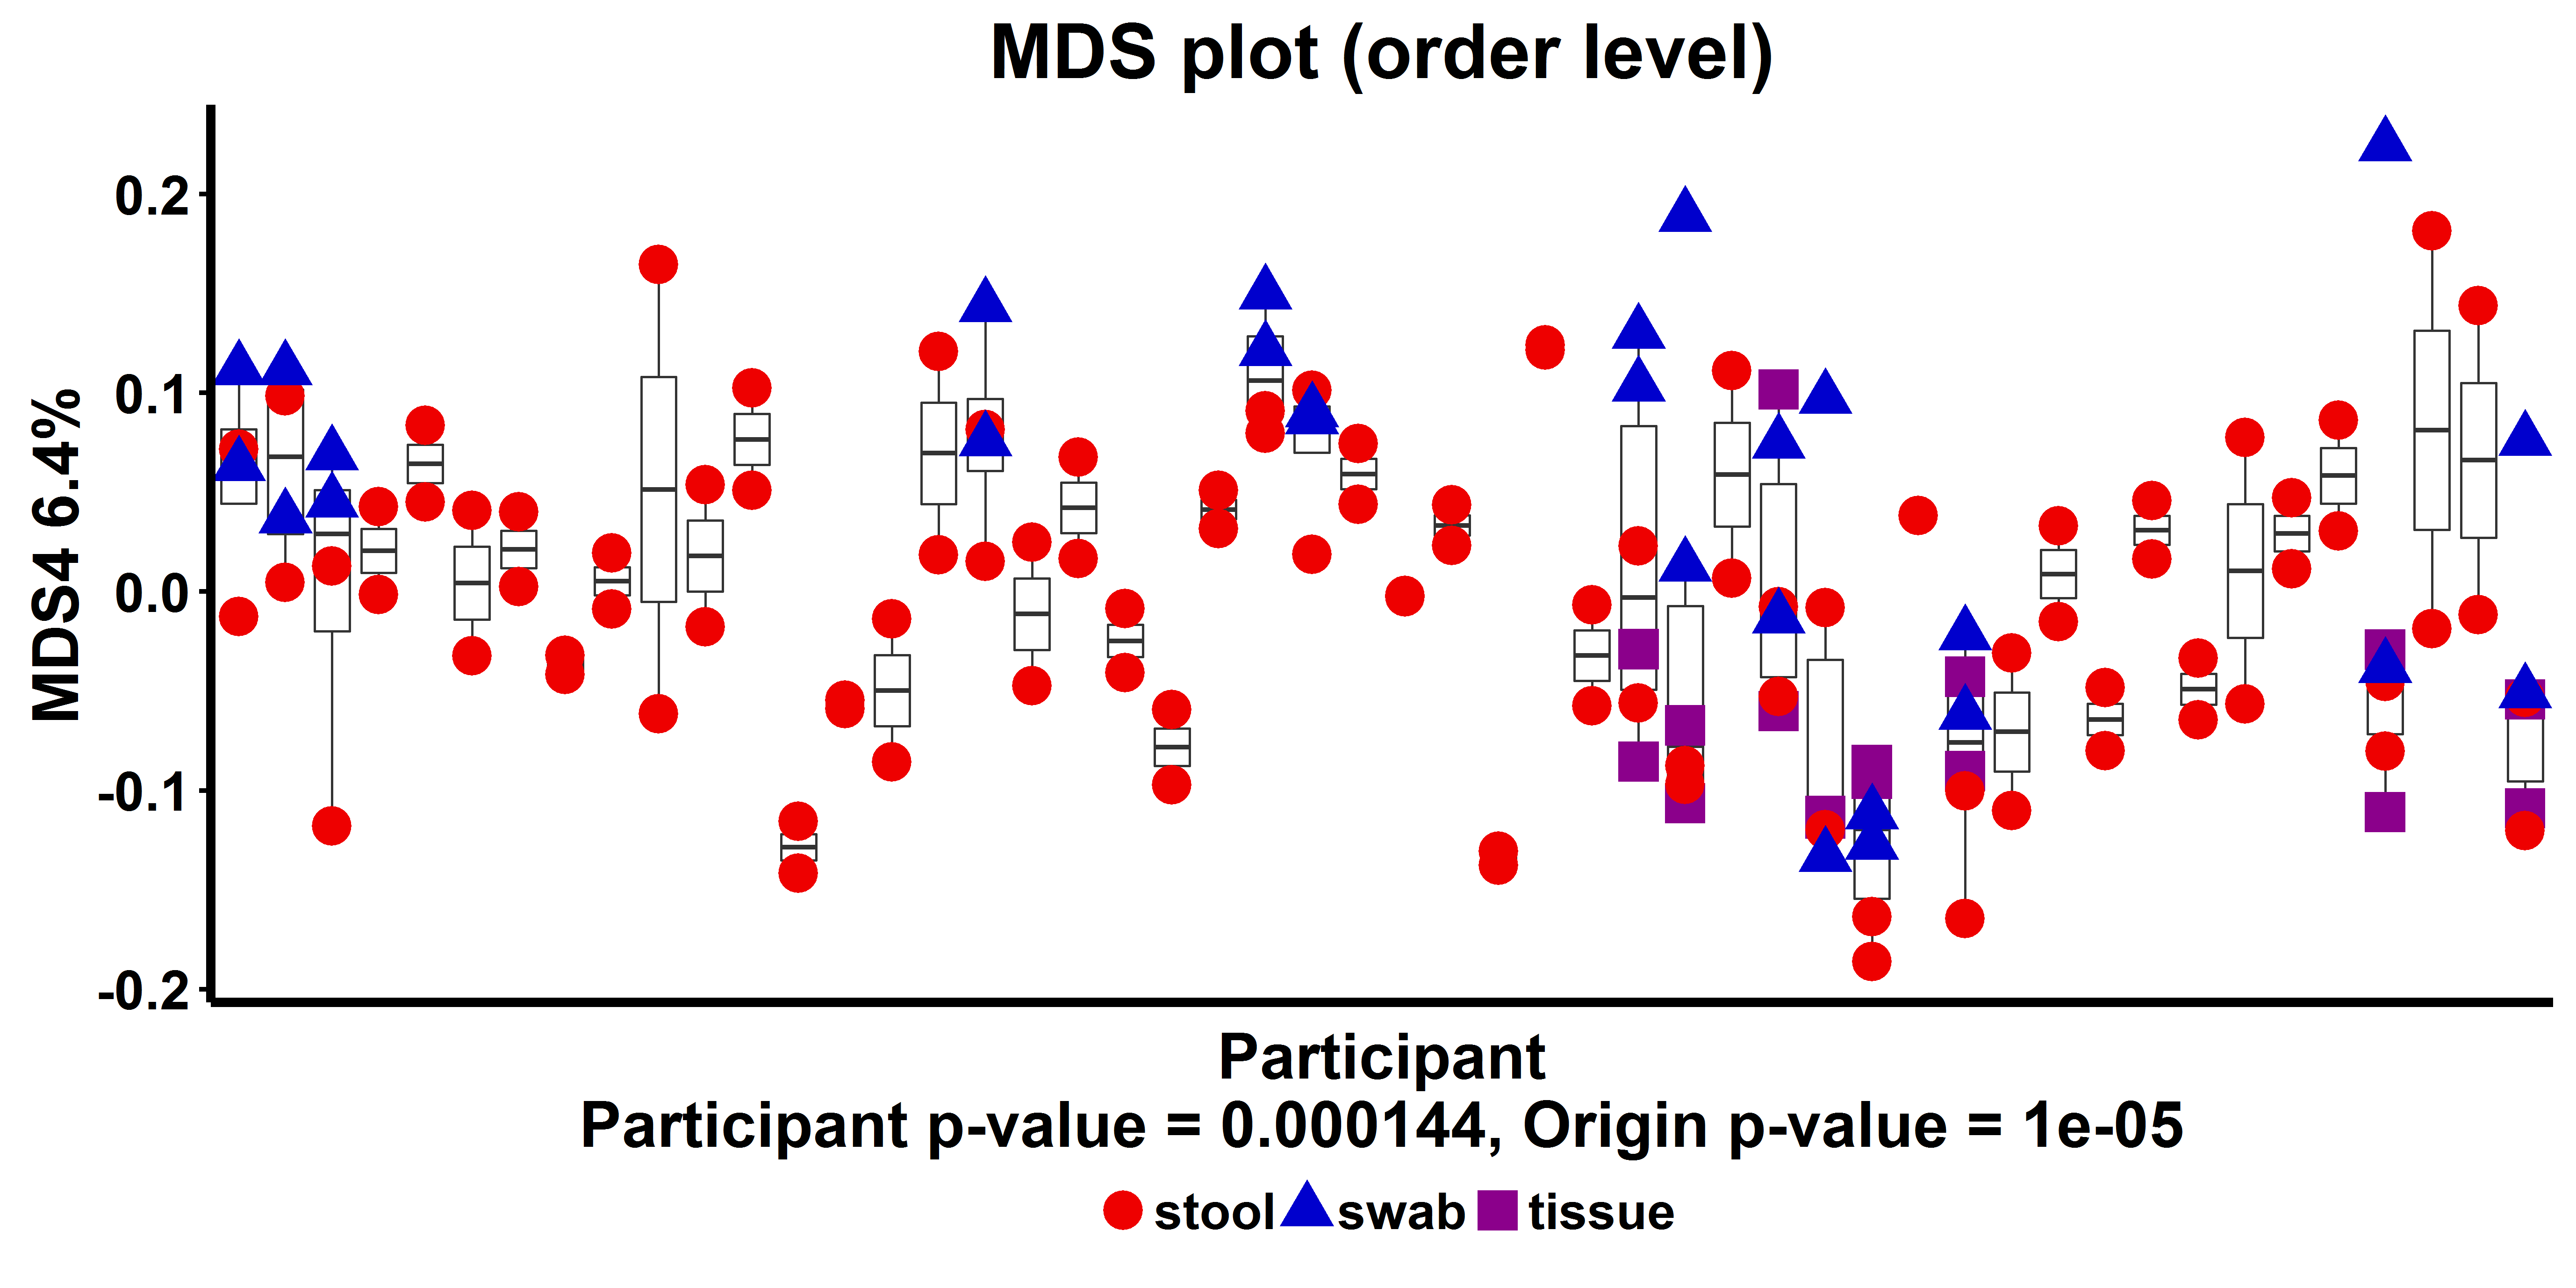 MDS plot (order level)
MDS4 6.4%
0.2
0.1
0.0
-0.1
-0.2
Participant
Participant p-value = 0.000144, Origin p-value = 1e-05
stool swab tissue